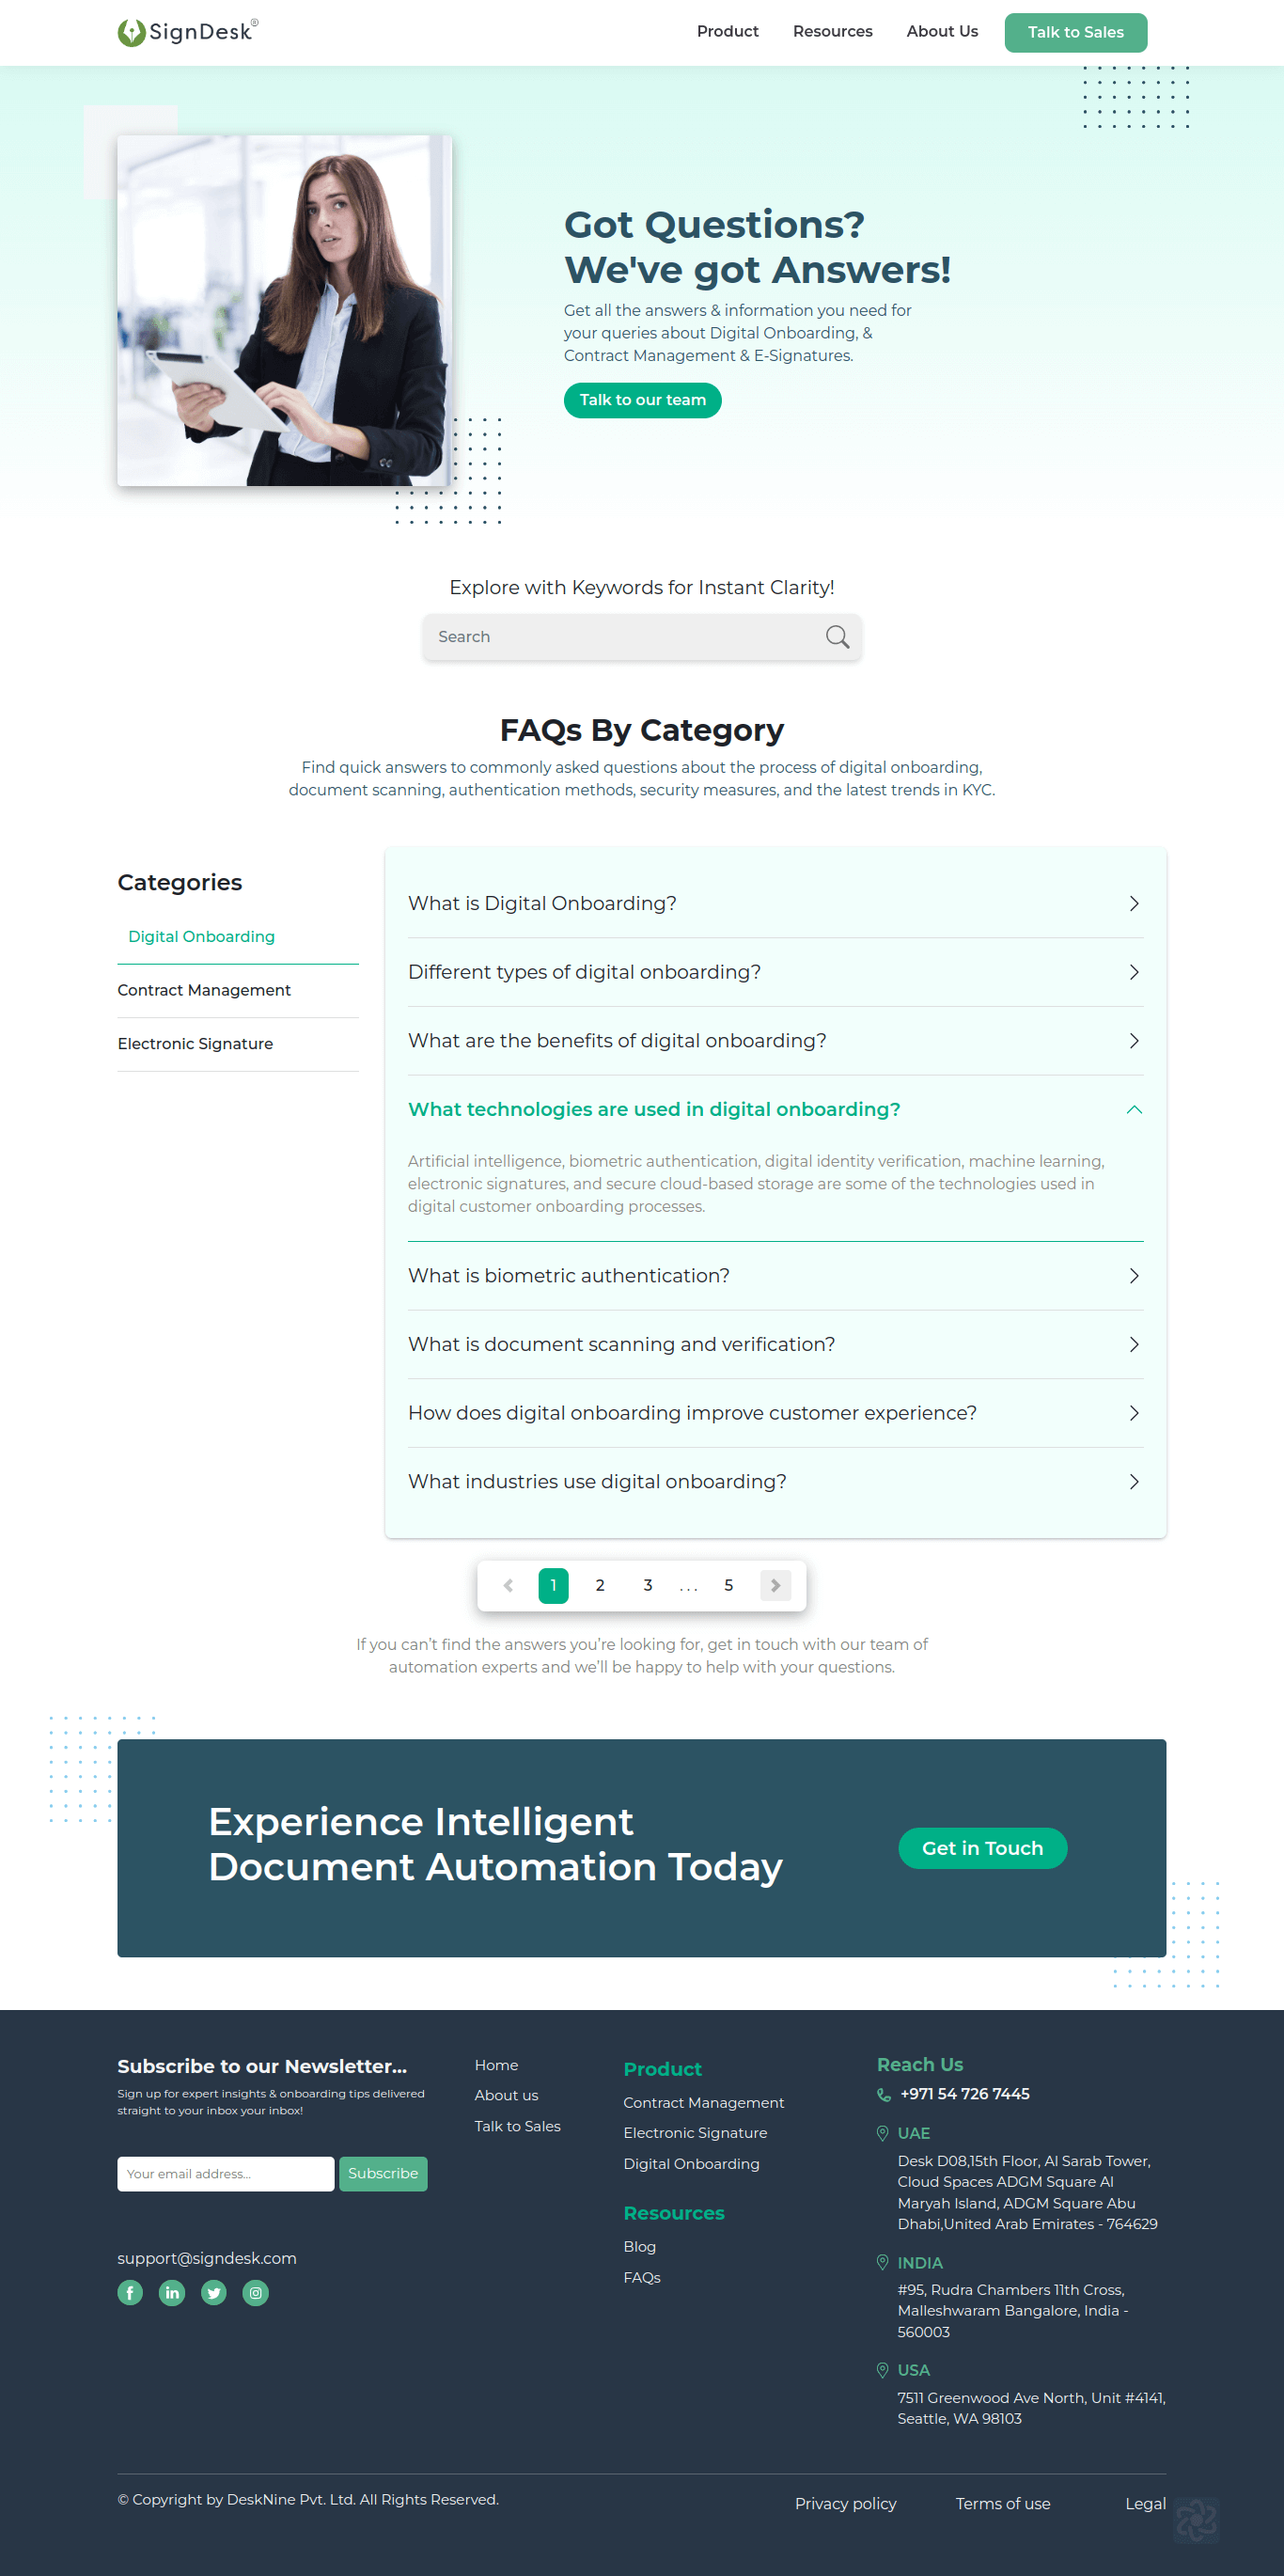 SignDesk®
Product
Resources
About Us
Talk to Sales
Got Questions?
We've got Answers!
Get all the answers & information you need for
your queries about Digital Onboarding, &
Contract Management & E-Signatures.
Talk to our team
Explore with Keywords for Instant Clarity!
Search
FAQs By Category
Find quick answers to commonly asked questions about the process of digital onboarding,
document scanning, authentication methods, security measures, and the latest trends in KYC.
Categories
Digital Onboarding
Contract Management
Electronic Signature
What is Digital Onboarding?
Different types of digital onboarding?
What are the benefits of digital onboarding?
What technologies are used in digital onboarding?
Artificial intelligence, biometric authentication, digital identity verification, machine learning,
electronic signatures, and secure cloud-based storage are some of the technologies used in
digital customer onboarding processes.
What is biometric authentication?
What is document scanning and verification?
How does digital onboarding improve customer experience?
What industries use digital onboarding?
1 2 3 ... 5
If you can’t find the answers you’re looking for, get in touch with our team of
automation experts and we’ll be happy to help with your questions.
Experience Intelligent
Document Automation Today
Get in Touch
Subscribe to our Newsletter...
Sign up for expert insights & onboarding tips delivered
straight to your inbox your inbox!
Your email address...
Subscribe
support@signdesk.com
Home
About us
Talk to Sales
Product
Contract Management
Electronic Signature
Digital Onboarding
Resources
Blog
FAQs
Reach Us
+971 54 726 7445
UAE
Desk D08,15th Floor, Al Sarab Tower,
Cloud Spaces ADGM Square Al
Maryah Island, ADGM Square Abu
Dhabi,United Arab Emirates - 764629
INDIA
#95, Rudra Chambers 11th Cross,
Malleshwaram Bangalore, India -
560003
USA
7511 Greenwood Ave North, Unit #4141,
Seattle, WA 98103
© Copyright by DeskNine Pvt. Ltd. All Rights Reserved.
Privacy policy
Terms of use
Legal